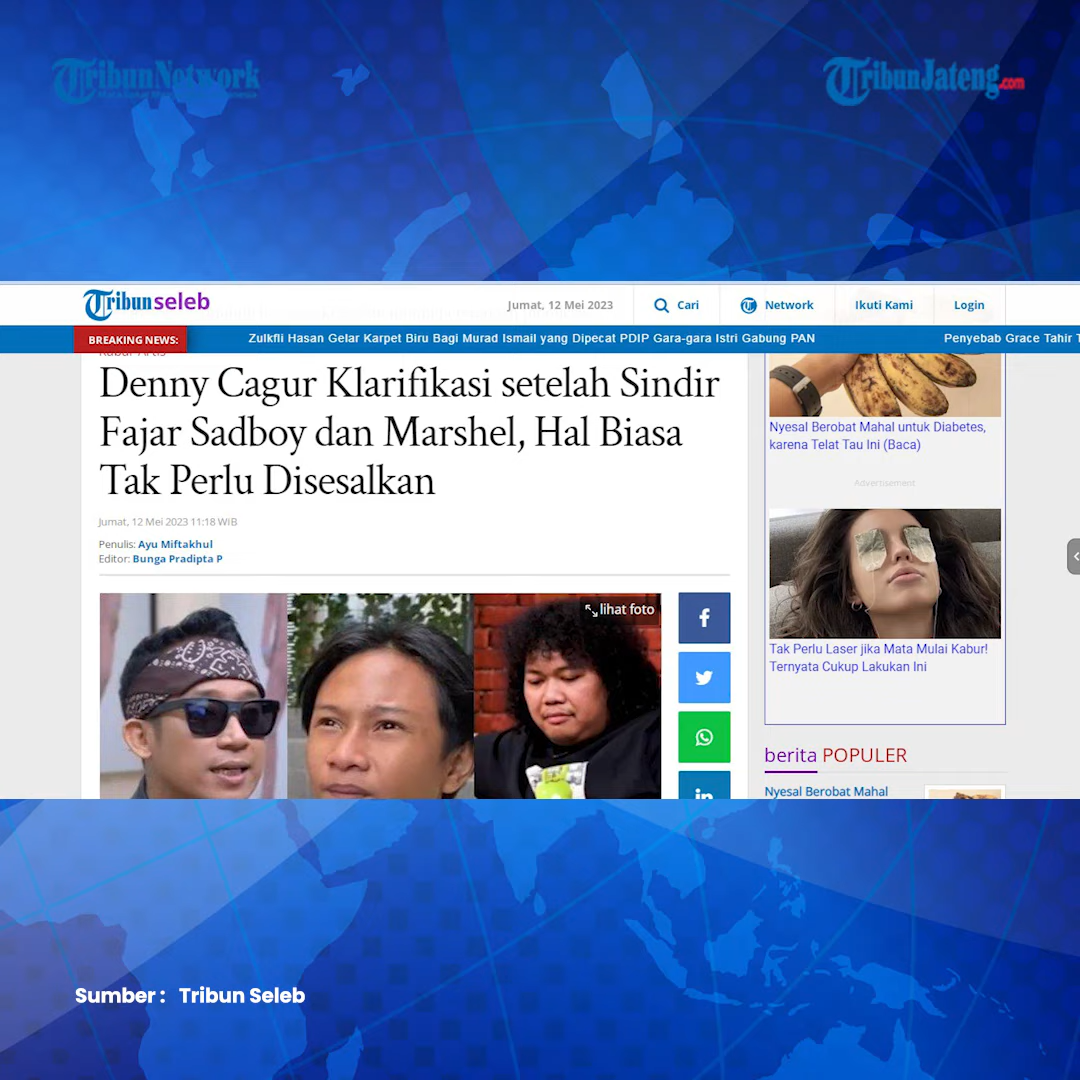 TribunNetwork
TribunJateng.com
Tribunseleb
Jumat, 12 Mei 2023
Cari
Network
Ikuti Kami
Login
BREAKING NEWS:
Zulkfli Hasan Gelar Karpet Biru Bagi Murad Ismail yang Dipecat PDIP Gara-gara Istri Gabung PAN
Penyebab Grace Tahir
Denny Cagur Klarifikasi setelah Sindir
Fajar Sadboy dan Marshel, Hal Biasa
Tak Perlu Disesalkan
Jumat, 12 Mei 2023 11:18 WIB
Penulis: Ayu Miftakhul
Editor: Bunga Pradipta P
lihat foto
Nyesal Berobat Mahal untuk Diabetes,
karena Telat Tau Ini (Baca)
Advertisement
Tak Perlu Laser jika Mata Mulai Kabur!
Ternyata Cukup Lakukan Ini
berita POPULER
Nyesal Berobat Mahal
Sumber : Tribun Seleb